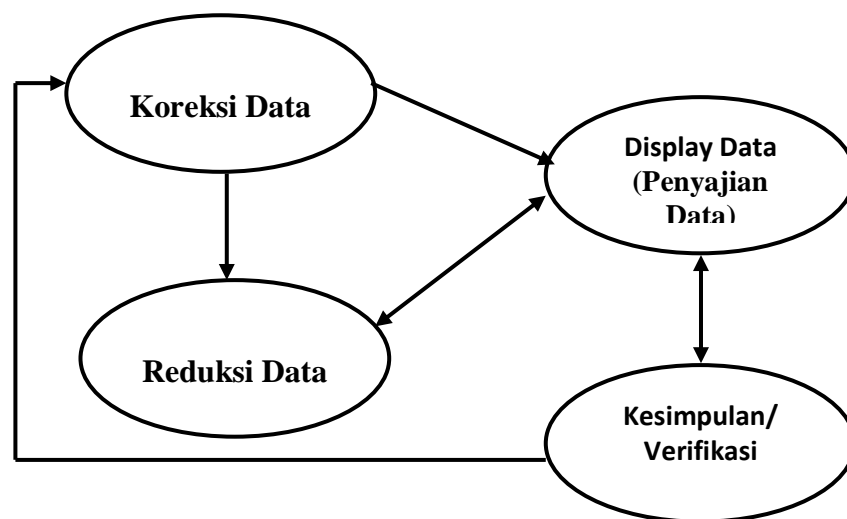 Koreksi Data
Display Data
(Penyajian
Data)
Reduksi Data
Kesimpulan/
Verifikasi